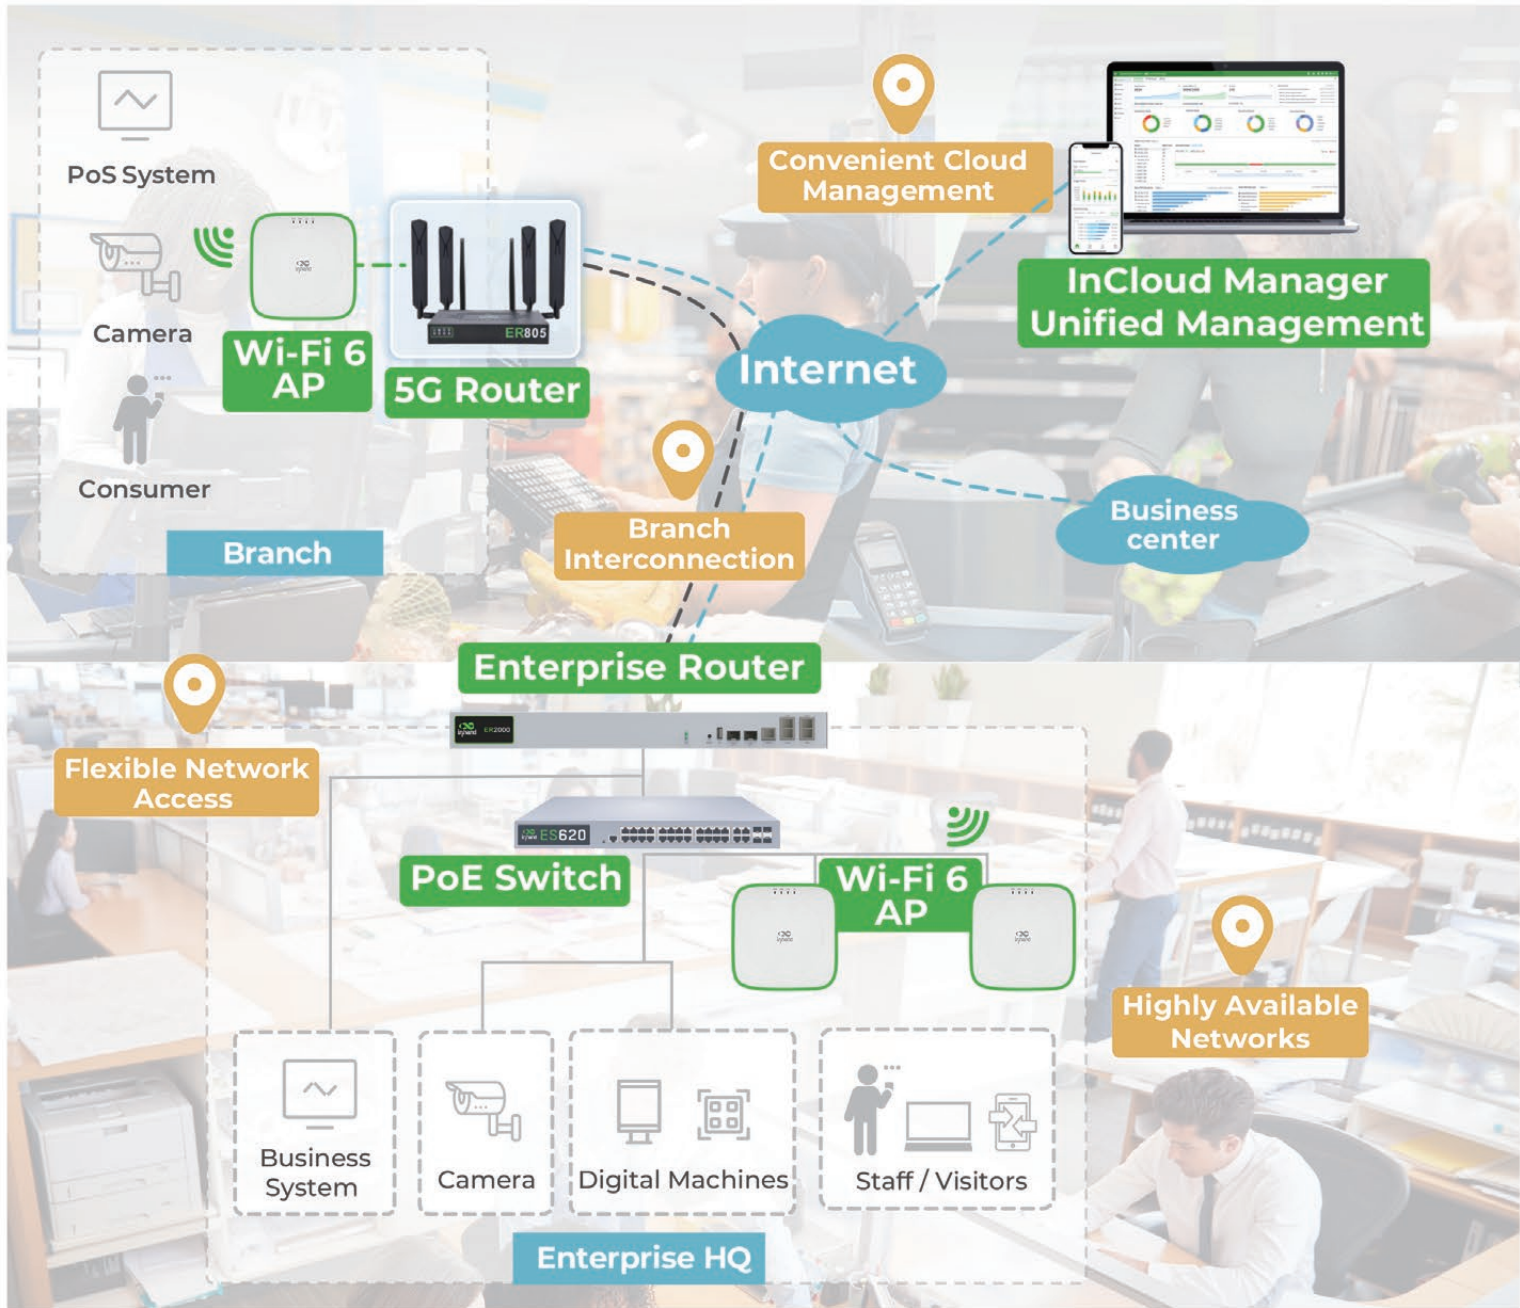 PoS System
Camera
Consumer
Wi-Fi 6
AP
ER805
5G Router
Branch
Convenient Cloud
Management
InCloud Manager
Unified Management
Internet
Branch
Interconnection
Business
center
Enterprise Router
ER2000
Flexible Network
Access
ES620
PoE Switch
Wi-Fi 6
AP
Highly Available
Networks
Business
System
Camera
Digital Machines
Staff / Visitors
Enterprise HQ